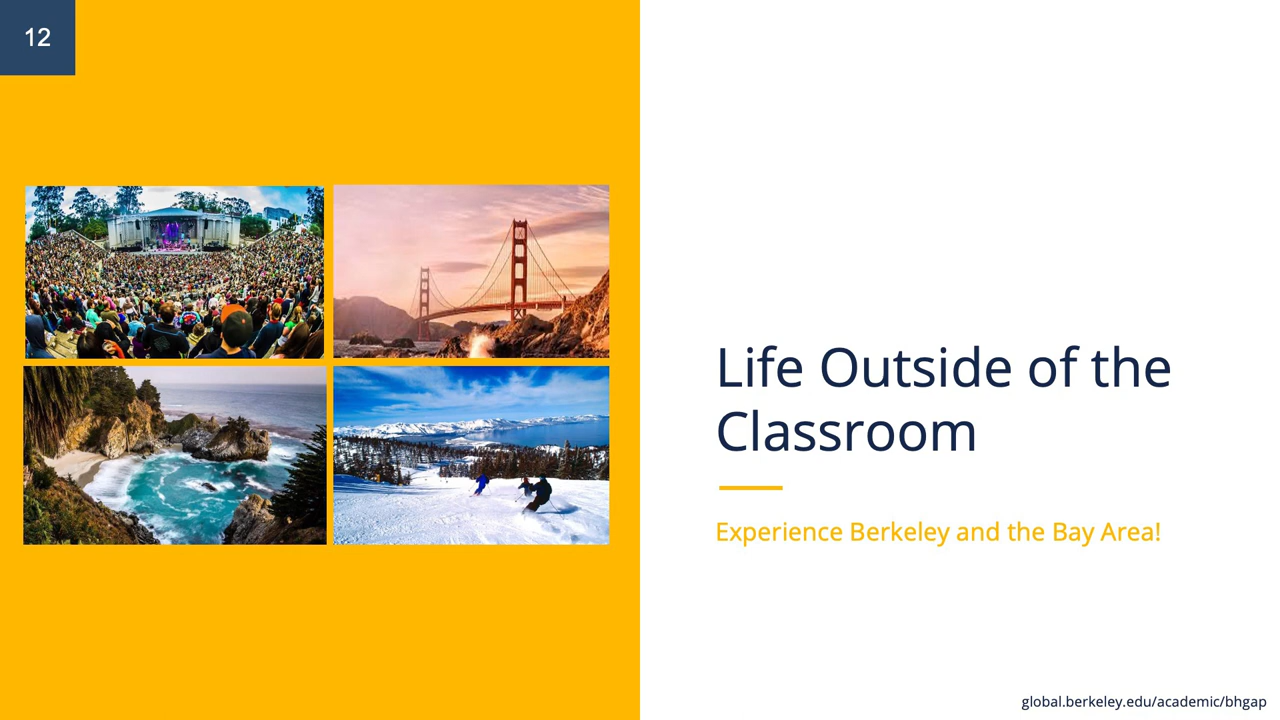 12
Life Outside of the
Classroom
Experience Berkeley and the Bay Area!
global.berkeley.edu/academic/bhgap